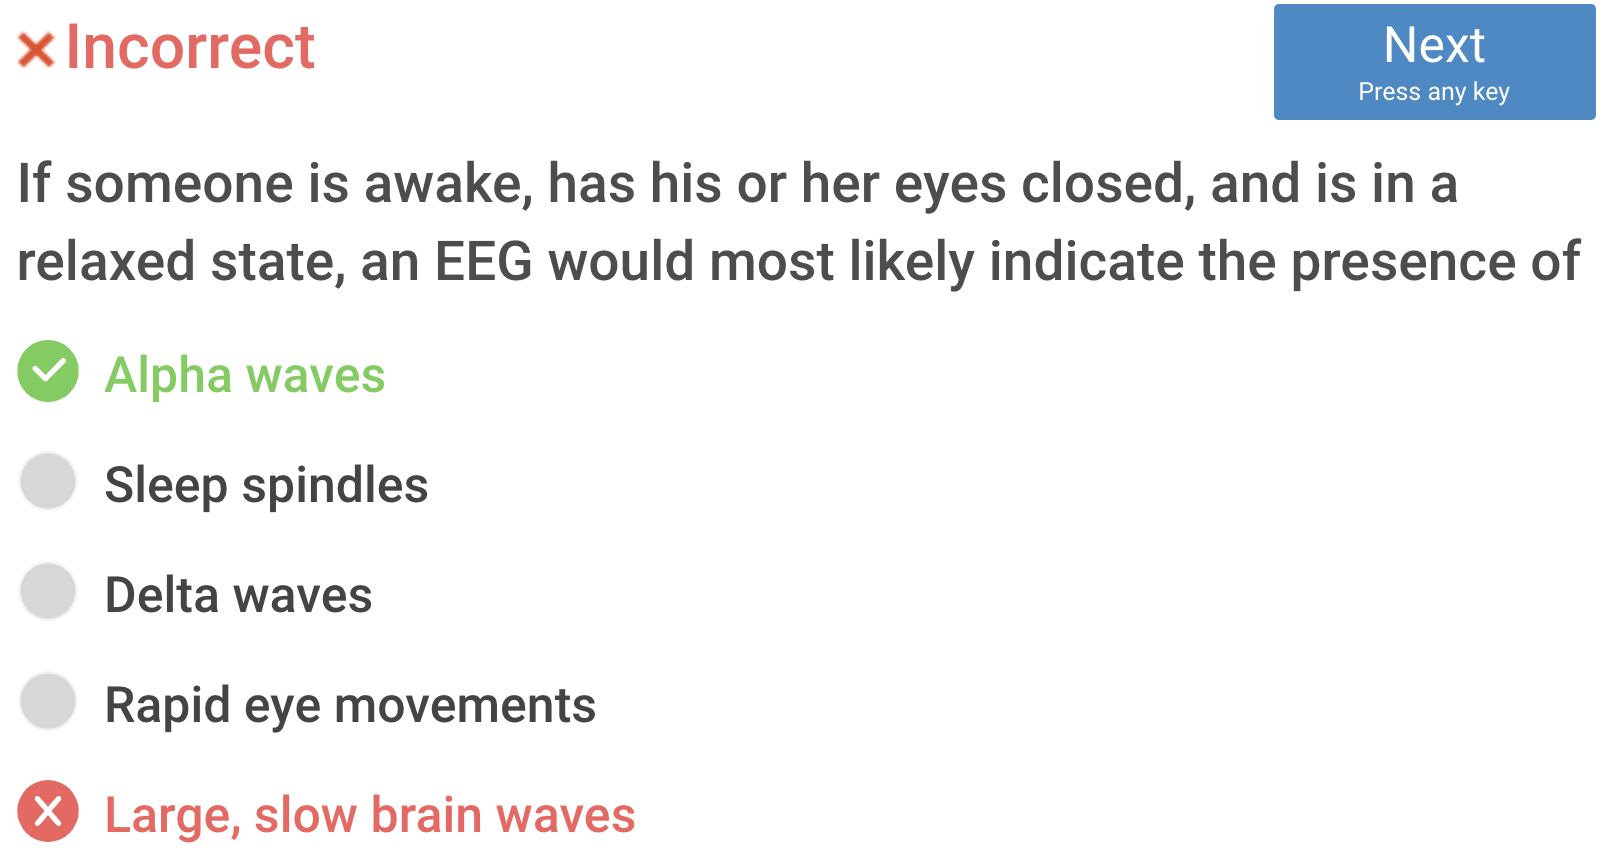 Incorrect
Next
Press any key
If someone is awake, has his or her eyes closed, and is in a
relaxed state, an EEG would most likely indicate the presence of
Alpha waves
Sleep spindles
Delta waves
Rapid eye movements
Large, slow brain waves